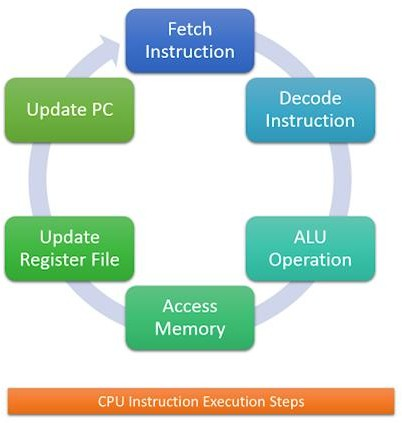 Fetch
Instruction
Decode
Instruction
ALU
Operation
Access
Memory
Update
Register File
Update PC
CPU Instruction Execution Steps